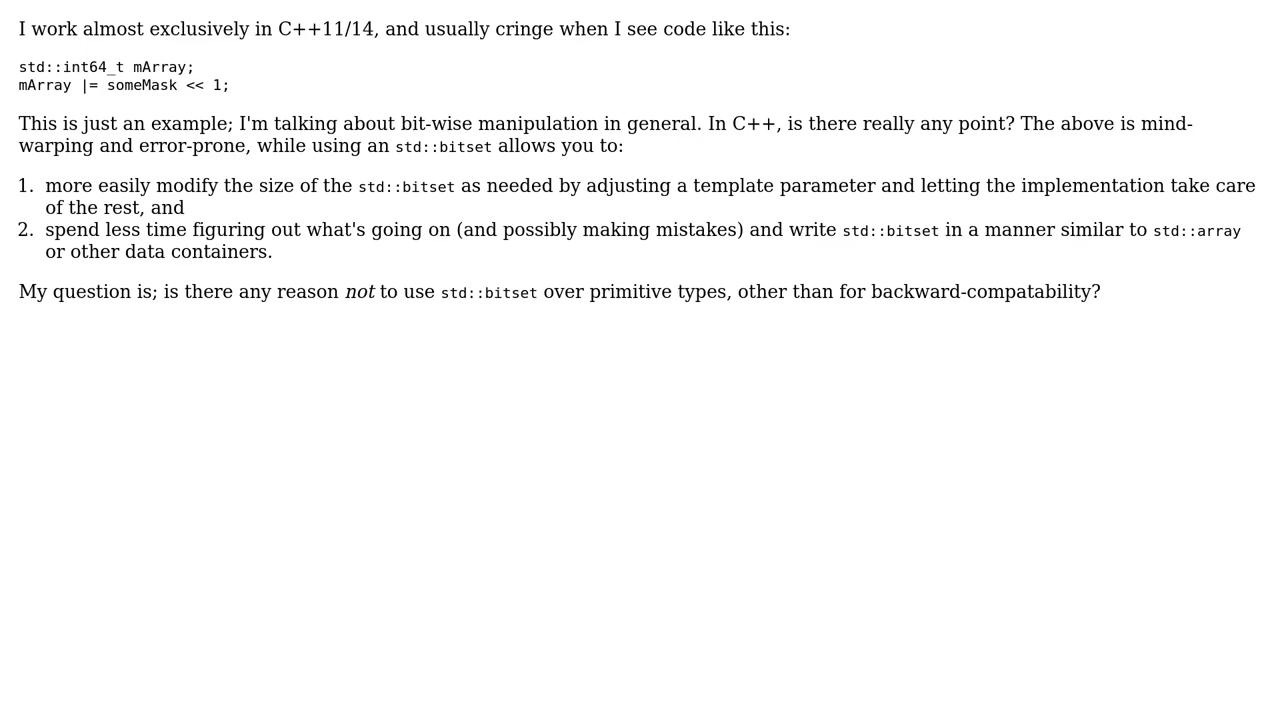 I work almost exclusively in C++11/14, and usually cringe when I see code like this:
std::int64_t mArray;
mArray |= someMask << 1;
This is just an example; I'm talking about bit-wise manipulation in general. In C++, is there really any point? The above is mind-
warping and error-prone, while using an std::bitset allows you to:
1. more easily modify the size of the std::bitset as needed by adjusting a template parameter and letting the implementation take care
of the rest, and
2. spend less time figuring out what's going on (and possibly making mistakes) and write std::bitset in a manner similar to std::array
or other data containers.
My question is; is there any reason not to use std::bitset over primitive types, other than for backward-compatability?